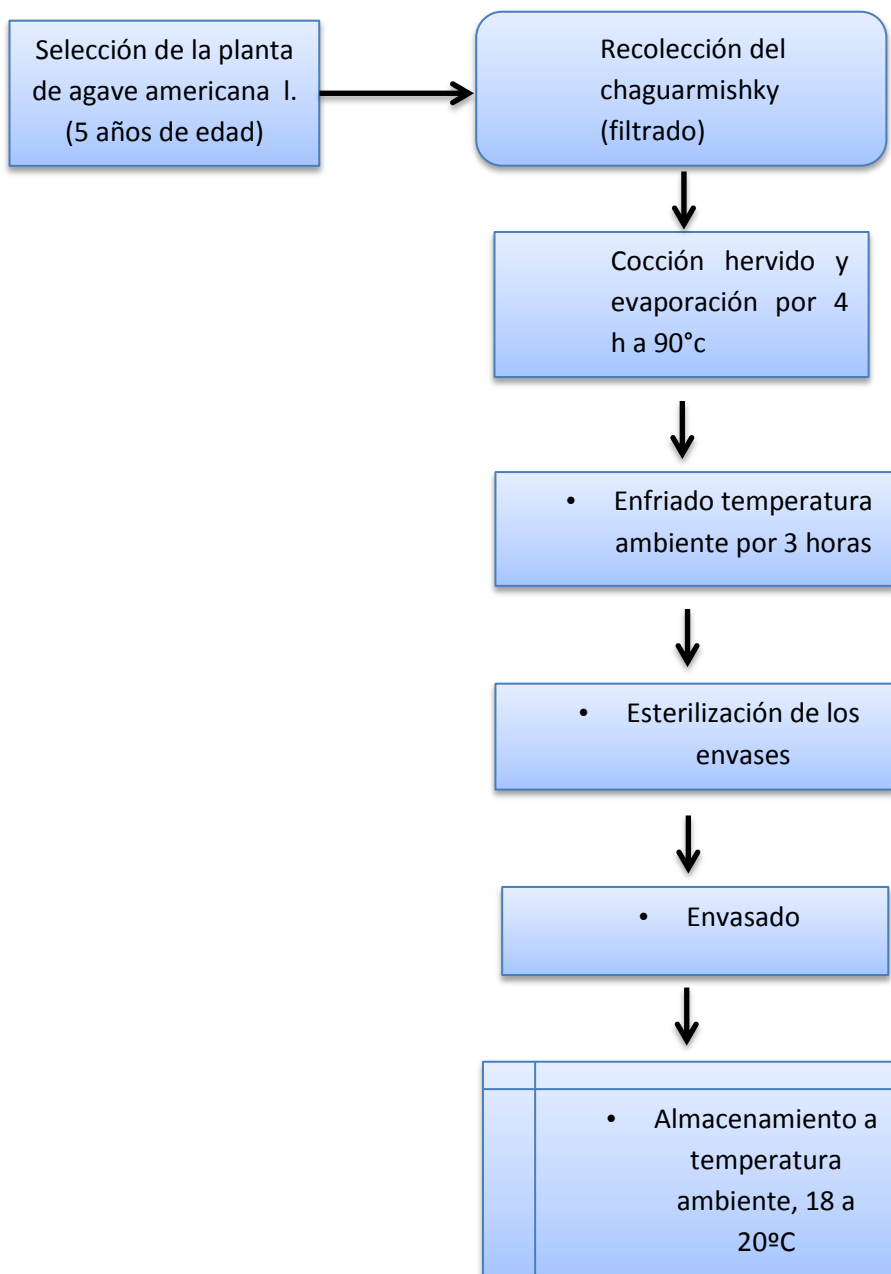 Selección de la planta
de agave americana l.
(5 años de edad)
Recolección del
chaguarmishky
(filtrado)
Cocción hervido y
evaporación por 4
h a 90°c
• Enfriado temperatura
ambiente por 3 horas
• Esterilización de los
envases
• Envasado
• Almacenamiento a
temperatura
ambiente, 18 a
20ºC